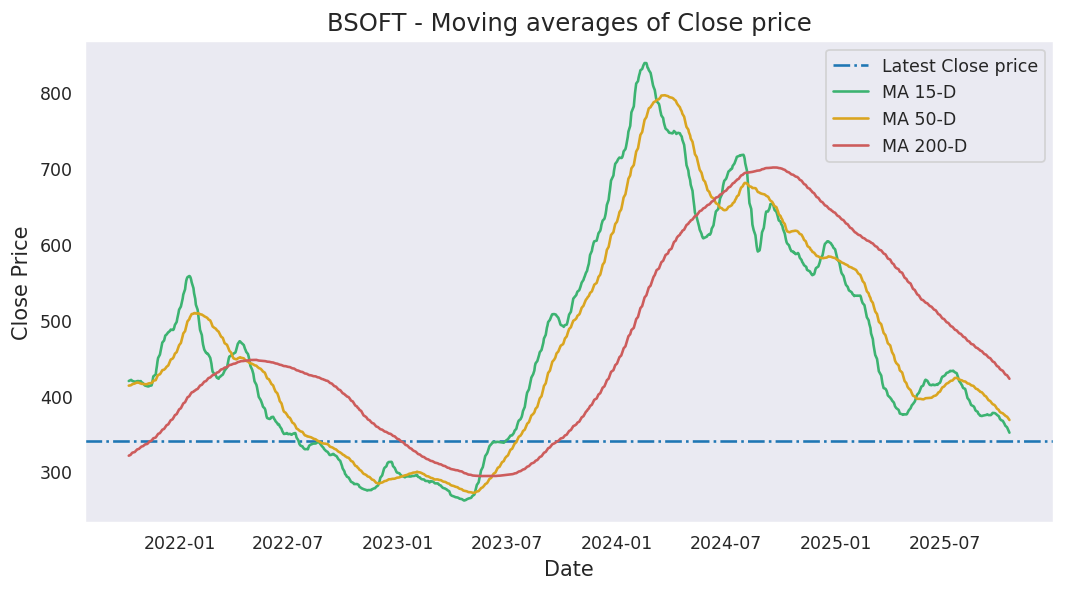 BSOFT - Moving averages of Close price
Latest Close price
MA 15-D
MA 50-D
MA 200-D
Close Price
800
700
600
500
400
300
2022-01
2022-07
2023-01
2023-07
2024-01
2024-07
2025-01
2025-07
Date